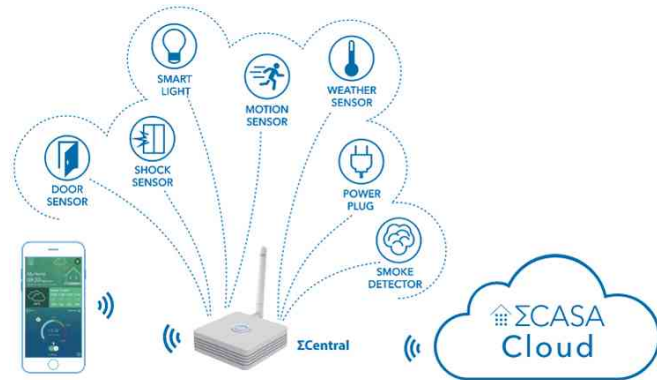 SMART
LIGHT
MOTION
SENSOR
WEATHER
SENSOR
SHOCK
SENSOR
DOOR
SENSOR
POWER
PLUG
SMOKE
DETECTOR
ΣCentral
ΣCASA
Cloud